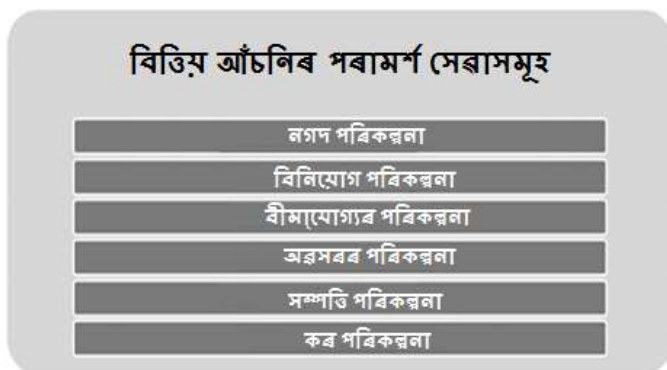 বিত্তিয় আঁচনিৰ পৰামৰ্শ সেৱাসমূহ
নগদ পৰিকল্পনা
বিনিয়োগ পৰিকল্পনা
বীমা্যোগ্যৰ পৰিকল্পনা
অৱসৰৰ পৰিকল্পনা
সম্পত্তি পৰিকল্পনা
কৰ পৰিকল্পনা